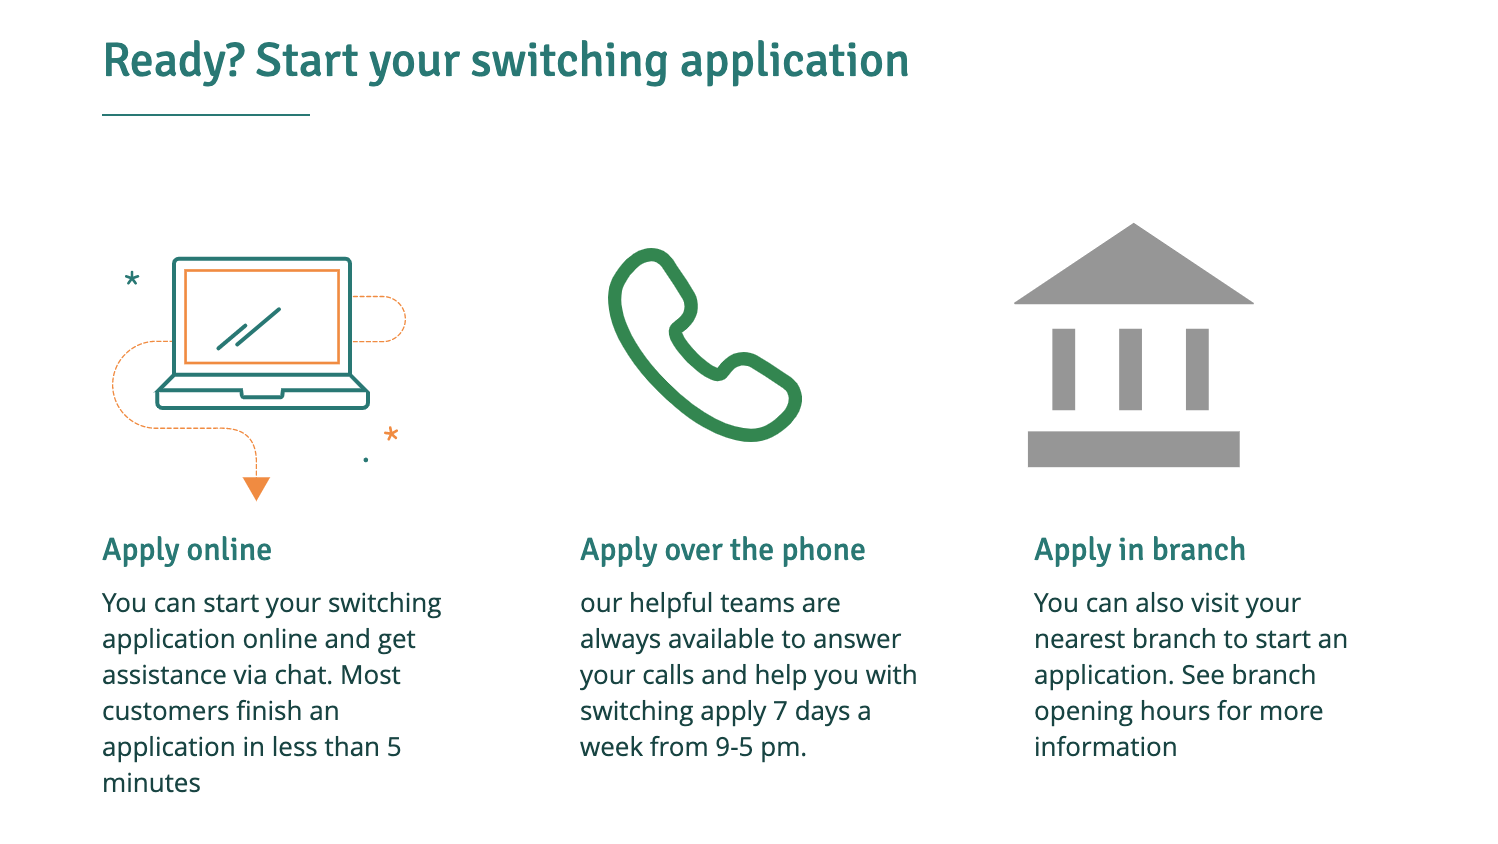 Ready? Start your switching application
Apply online
You can start your switching
application online and get
assistance via chat. Most
customers finish an
application in less than 5
minutes
Apply over the phone
our helpful teams are
always available to answer
your calls and help you with
switching apply 7 days a
week from 9-5 pm.
Apply in branch
You can also visit your
nearest branch to start an
application. See branch
opening hours for more
information